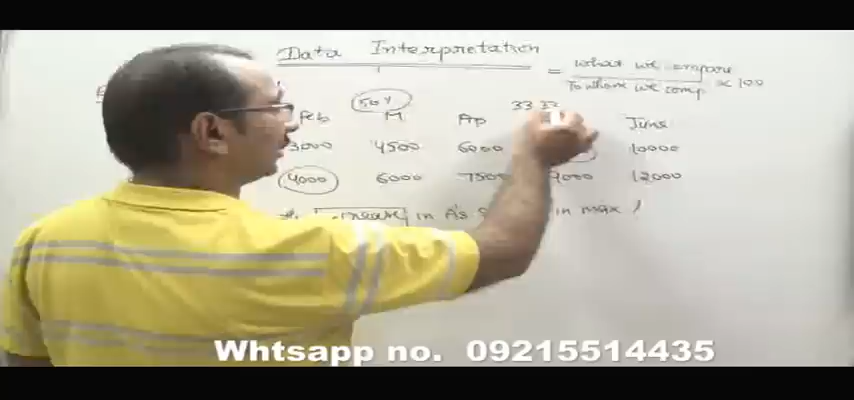 Data Interpretation
= what we compare
To whom we comp × 100
50%
33.33
Feb M Ap June
3000 4500 6000 10000
4000 6000 7500 9000 12000
in A's in max
Whtsapp no. 09215514435